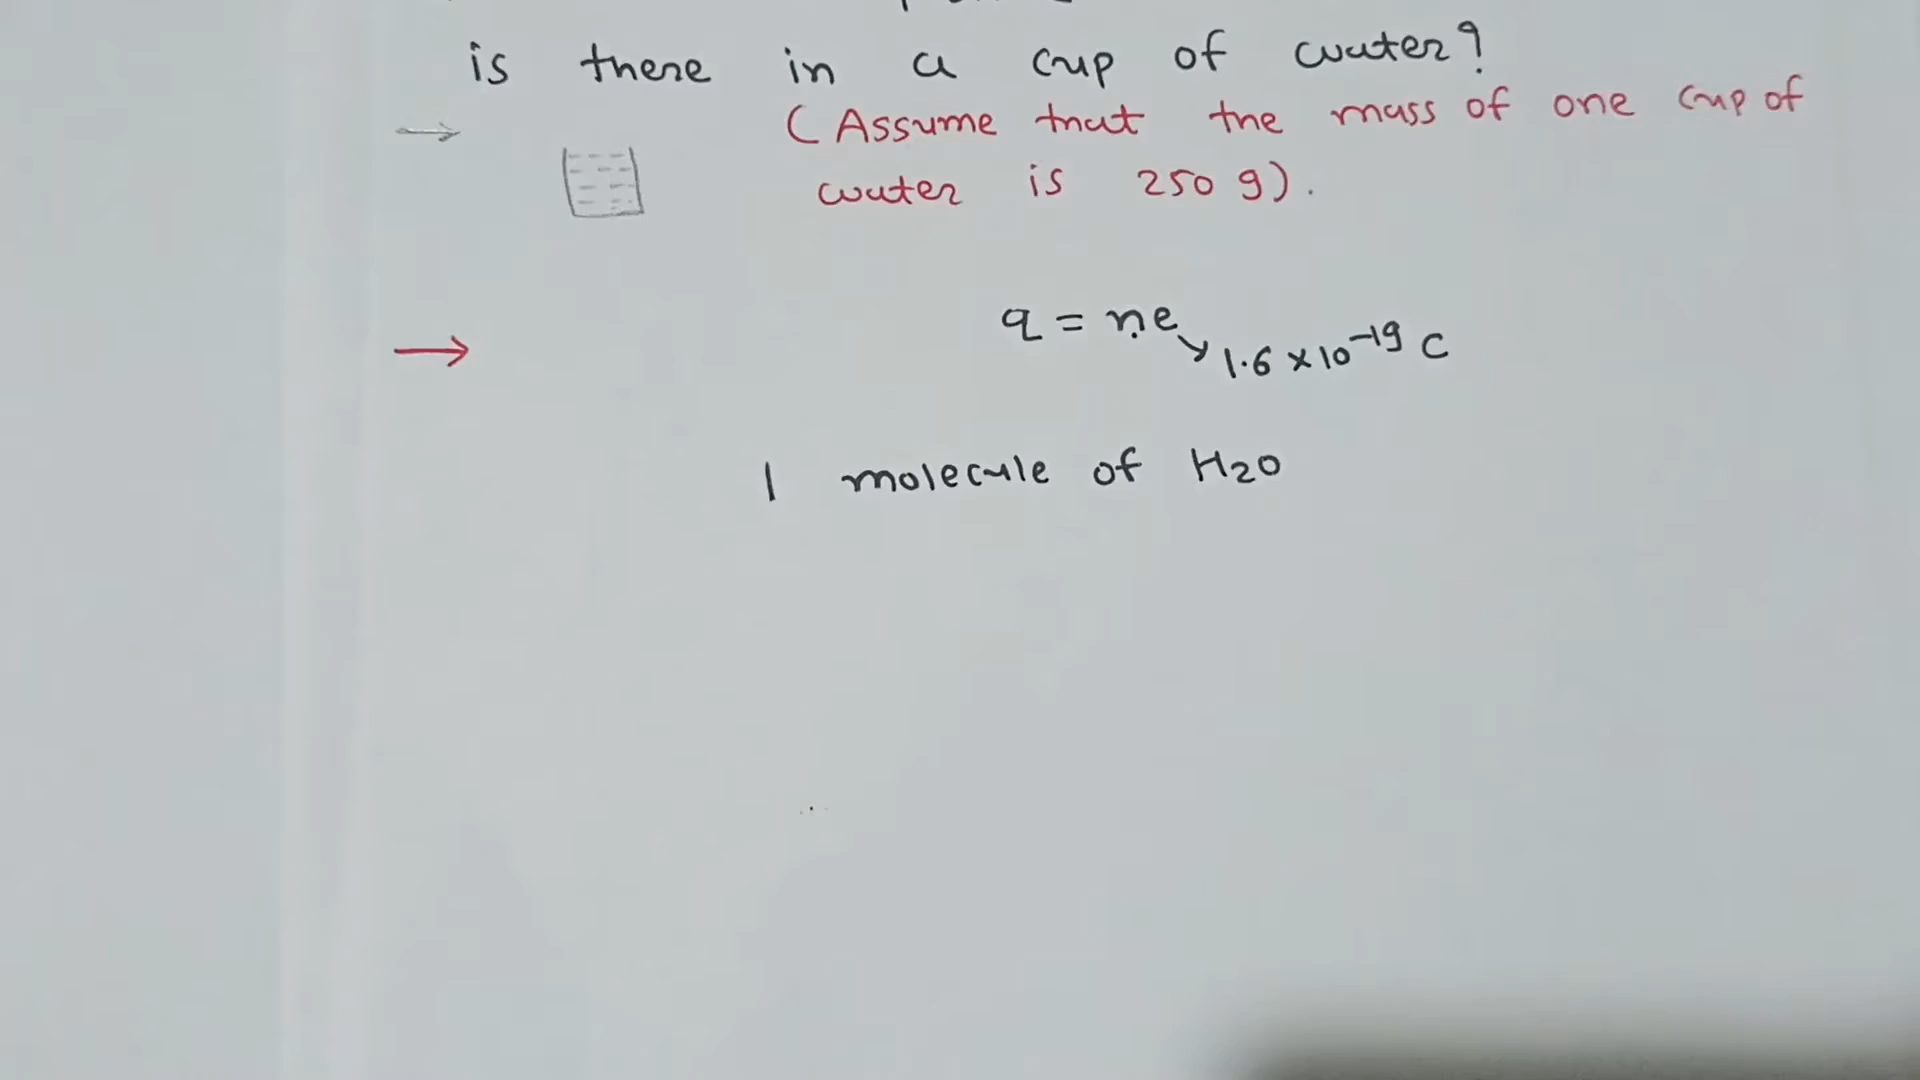 is there in a cup of water?
(Assume that the mass of one cup of
water is 250 g).
q = ne
1.6 × 10⁻¹⁹ C
1 molecule of H₂O